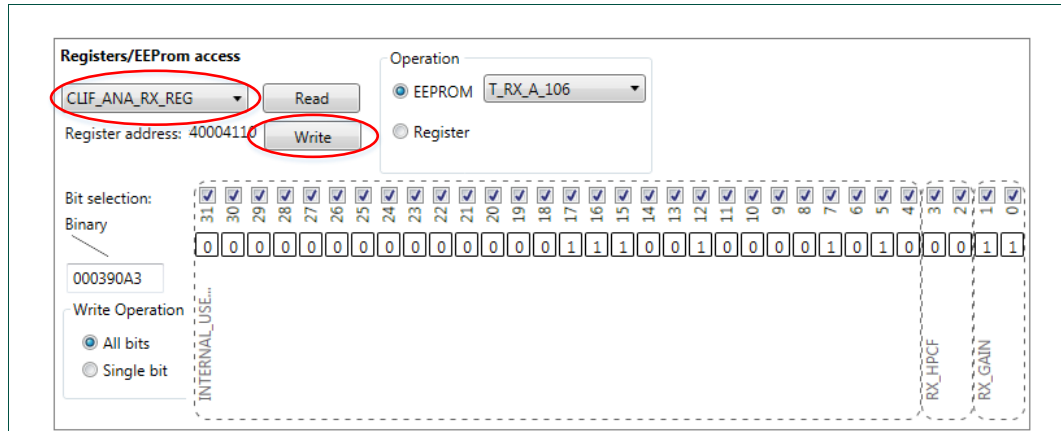 Registers/EEProm access
Operation
CLIF_ANA_RX_REG
Read
EEPROM
T_RX_A_106
Register address: 40004110
Write
Register
Bit selection:
31 30 29 28 27 26 25 24 23 22 21 20 19 18 17 16 15 14 13 12 11 10 9 8 7 6 5 4 3 2 1 0
Binary
0 0 0 0 0 0 0 0 0 0 0 0 0 0 1 1 1 0 0 1 0 0 0 0 1 0 1 0 0 0 1 1
000390A3
Write Operation
All bits
Single bit
INTERNAL_USE...
RX_HPCF
RX_GAIN